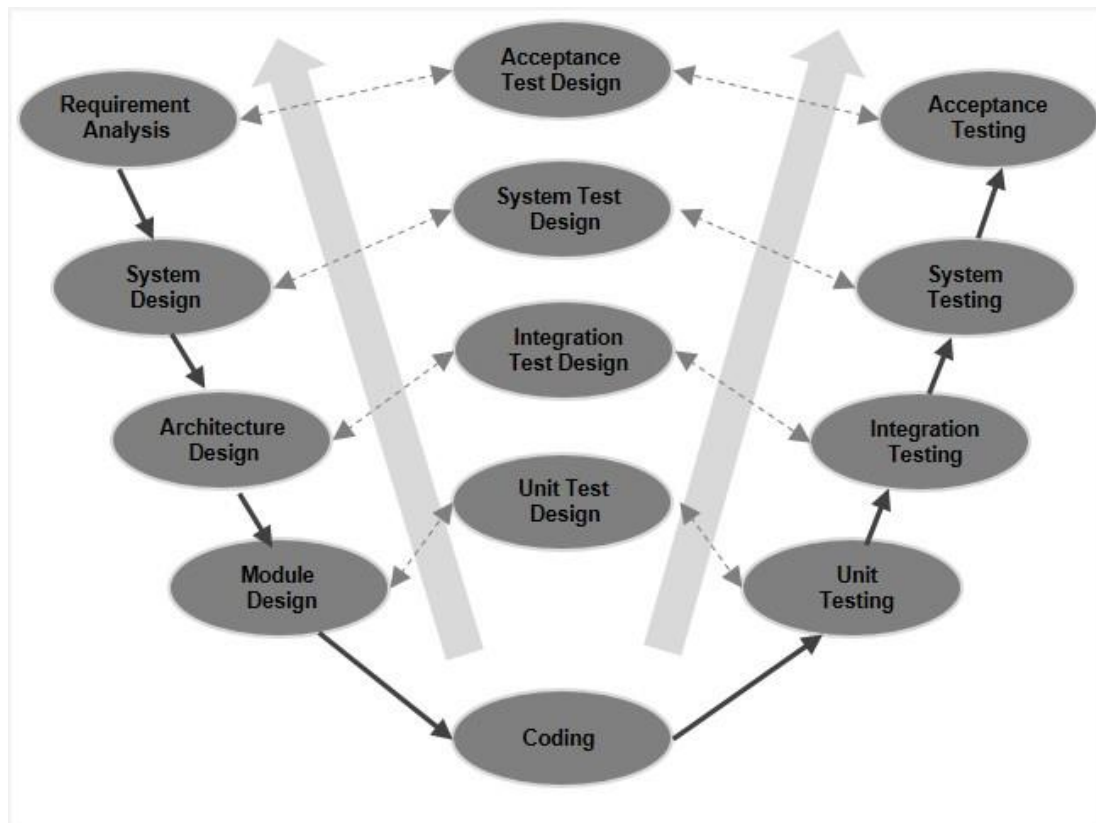 Acceptance
Test Design
Requirement
Analysis
Acceptance
Testing
System Test
Design
System
Design
System
Testing
Integration
Test Design
Architecture
Design
Integration
Testing
Unit Test
Design
Module
Design
Unit
Testing
Coding